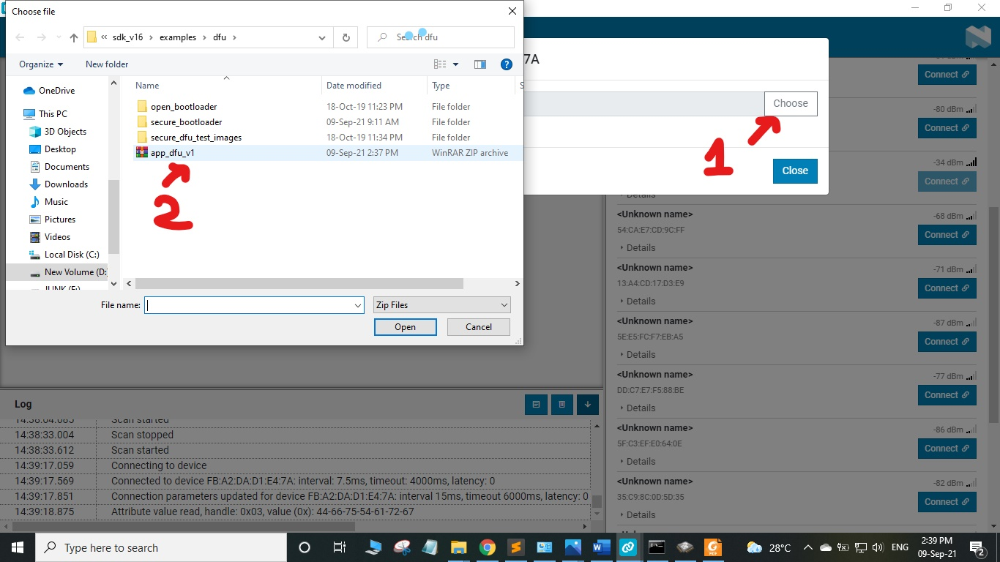 Choose file
« sdk_v16 › examples › dfu ›
Search dfu
Organize
New folder
Name
Date modified
Type
S
OneDrive
This PC
3D Objects
Desktop
Documents
Downloads
Music
Pictures
Videos
Local Disk (C:)
New Volume (D:
open_bootloader 18-Oct-19 11:23 PM File folder
secure_bootloader 09-Sep-21 9:11 AM File folder
secure_dfu_test_images 18-Oct-19 11:34 PM File folder
app_dfu_v1 09-Sep-21 2:37 PM WinRAR ZIP archive
2
File name:
Zip Files
Open
Cancel
7A
Choose
1
Close
Connect
-80 dBm
Connect
-34 dBm
Connect
Details
<Unknown name> -68 dBm
54:CA:E7:CD:9C:FF Connect
Details
<Unknown name> -71 dBm
13:A4:CD:17:D3:E9 Connect
Details
<Unknown name> -87 dBm
5E:E5:FC:F7:EB:A5 Connect
Details
<Unknown name> -77 dBm
DD:C7:E7:F5:88:BE Connect
Details
<Unknown name> -86 dBm
5F:C3:EF:E0:64:0E Connect
Details
<Unknown name> -82 dBm
35:C9:8C:0D:5D:35 Connect
Details
Log
14:38:04.085 Scan started
14:38:33.004 Scan stopped
14:38:33.612 Scan started
14:39:17.059 Connecting to device
14:39:17.569 Connected to device FB:A2:DA:D1:E4:7A: interval: 7.5ms, timeout: 4000ms, latency: 0
14:39:17.851 Connection parameters updated for device FB:A2:DA:D1:E4:7A: interval 15ms, timeout 6000ms, latency: 0
14:39:18.875 Attribute value read, handle: 0x03, value (0x): 44-66-75-54-61-72-67
Type here to search
28°C
ENG
2:39 PM
09-Sep-21
2